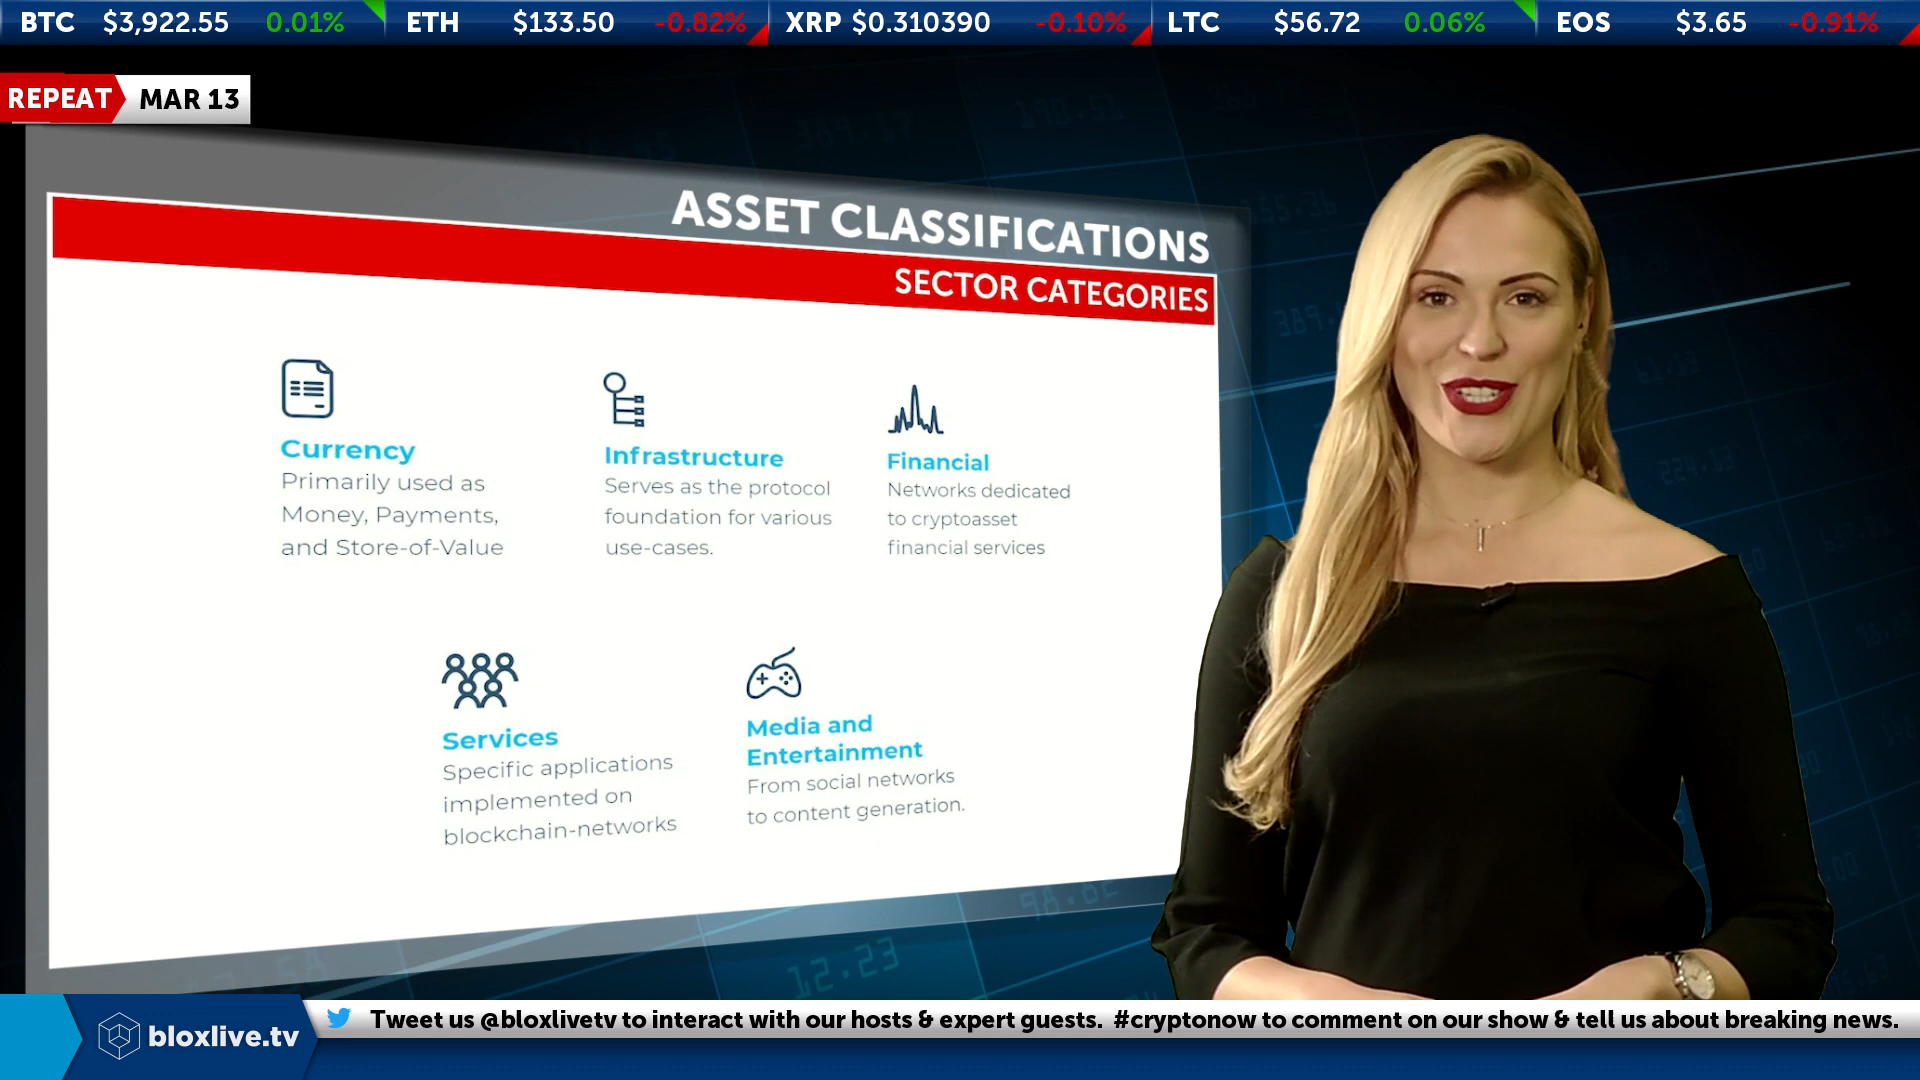 BTC $3,922.55 0.01% ETH $133.50 -0.82% XRP $0.310390 -0.10% LTC $56.72 0.06% EOS $3.65 -0.91%
REPEAT MAR 13
ASSET CLASSIFICATIONS
SECTOR CATEGORIES
Currency
Primarily used as
Money, Payments,
and Store-of-Value
Infrastructure
Serves as the protocol
foundation for various
use-cases.
Financial
Networks dedicated
to cryptoasset
financial services
Services
Specific applications
implemented on
blockchain-networks
Media and
Entertainment
From social networks
to content generation.
12.23
bloxlive.tv
Tweet us @bloxlivetv to interact with our hosts & expert guests. #cryptonow to comment on our show & tell us about breaking news.